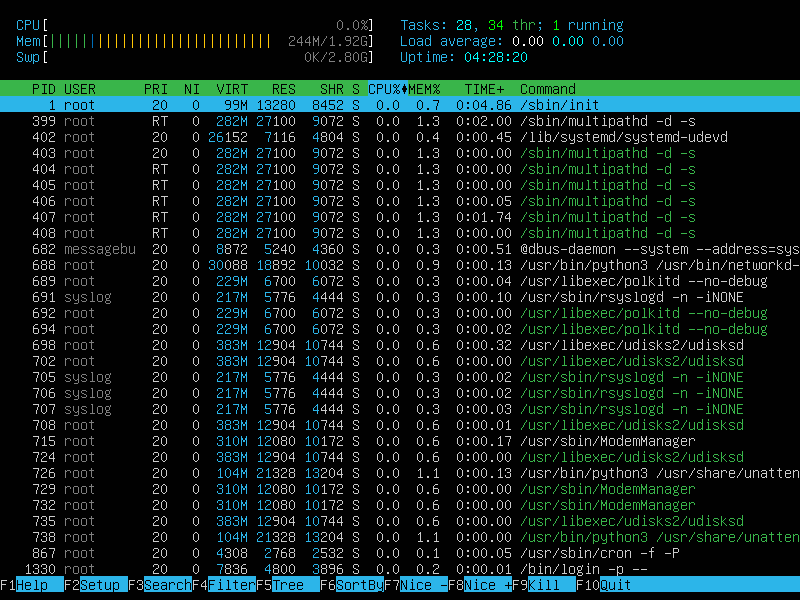 CPU[ 0.0%] Tasks: 28, 34 thr; 1 running
Mem[||||||||||||||||||||||||||| 244M/1.92G] Load average: 0.00 0.00 0.00
Swp[ 0K/2.80G] Uptime: 04:28:20
PID USER PRI NI VIRT RES SHR S CPU%♦MEM% TIME+ Command
1 root 20 0 99M 13280 8452 S 0.0 0.7 0:04.86 /sbin/init
399 root RT 0 282M 27100 9072 S 0.0 1.3 0:02.00 /sbin/multipathd -d -s
402 root 20 0 26152 7116 4804 S 0.0 0.4 0:00.45 /lib/systemd/systemd-udevd
403 root 20 0 282M 27100 9072 S 0.0 1.3 0:00.00 /sbin/multipathd -d -s
404 root RT 0 282M 27100 9072 S 0.0 1.3 0:00.00 /sbin/multipathd -d -s
405 root RT 0 282M 27100 9072 S 0.0 1.3 0:00.00 /sbin/multipathd -d -s
406 root RT 0 282M 27100 9072 S 0.0 1.3 0:00.05 /sbin/multipathd -d -s
407 root RT 0 282M 27100 9072 S 0.0 1.3 0:01.74 /sbin/multipathd -d -s
408 root RT 0 282M 27100 9072 S 0.0 1.3 0:00.00 /sbin/multipathd -d -s
682 messagebu 20 0 8872 5240 4360 S 0.0 0.3 0:00.51 @dbus-daemon --system --address=sys
688 root 20 0 30088 18892 10032 S 0.0 0.9 0:00.13 /usr/bin/python3 /usr/bin/networkd-
689 root 20 0 229M 6700 0072 S 0.0 0.3 0:00.04 /usr/libexec/polkitd --no-debug
691 syslog 20 0 217M 5776 4444 S 0.0 0.3 0:00.10 /usr/sbin/rsyslogd -n -iNONE
692 root 20 0 229M 6700 6072 S 0.0 0.3 0:00.00 /usr/libexec/polkitd --no-debug
694 root 20 0 229M 6700 6072 S 0.0 0.3 0:00.02 /usr/libexec/polkitd --no-debug
698 root 20 0 383M 12904 10744 S 0.0 0.6 0:00.32 /usr/libexec/udisks2/udisksd
702 root 20 0 383M 12904 10744 S 0.0 0.6 0:00.00 /usr/libexec/udisks2/udisksd
705 syslog 20 0 217M 5776 4444 S 0.0 0.3 0:00.02 /usr/sbin/rsyslogd -n -iNONE
706 syslog 20 0 217M 5776 4444 S 0.0 0.3 0:00.02 /usr/sbin/rsyslogd -n -iNONE
707 syslog 20 0 217M 5776 4444 S 0.0 0.3 0:00.03 /usr/sbin/rsyslogd -n -iNONE
708 root 20 0 383M 12904 10744 S 0.0 0.6 0:00.01 /usr/libexec/udisks2/udisksd
715 root 20 0 310M 12080 10172 S 0.0 0.6 0:00.17 /usr/sbin/ModemManager
724 root 20 0 383M 12904 10744 S 0.0 0.6 0:00.00 /usr/libexec/udisks2/udisksd
726 root 20 0 104M 21328 13204 S 0.0 1.1 0:00.13 /usr/bin/python3 /usr/share/unatten
729 root 20 0 310M 12080 10172 S 0.0 0.6 0:00.00 /usr/sbin/ModemManager
732 root 20 0 310M 12080 10172 S 0.0 0.6 0:00.00 /usr/sbin/ModemManager
735 root 20 0 383M 12904 10744 S 0.0 0.6 0:00.00 /usr/libexec/udisks2/udisksd
738 root 20 0 104M 21328 13204 S 0.0 1.1 0:00.00 /usr/bin/python3 /usr/share/unatten
867 root 20 0 4308 2768 2532 S 0.0 0.1 0:00.05 /usr/sbin/cron -f -P
1330 root 20 0 7836 4800 3896 S 0.0 0.2 0:00.01 /bin/login -p --
F1Help F2Setup F3SearchF4FilterF5Tree F6SortByF7Nice -F8Nice +F9Kill F10Quit